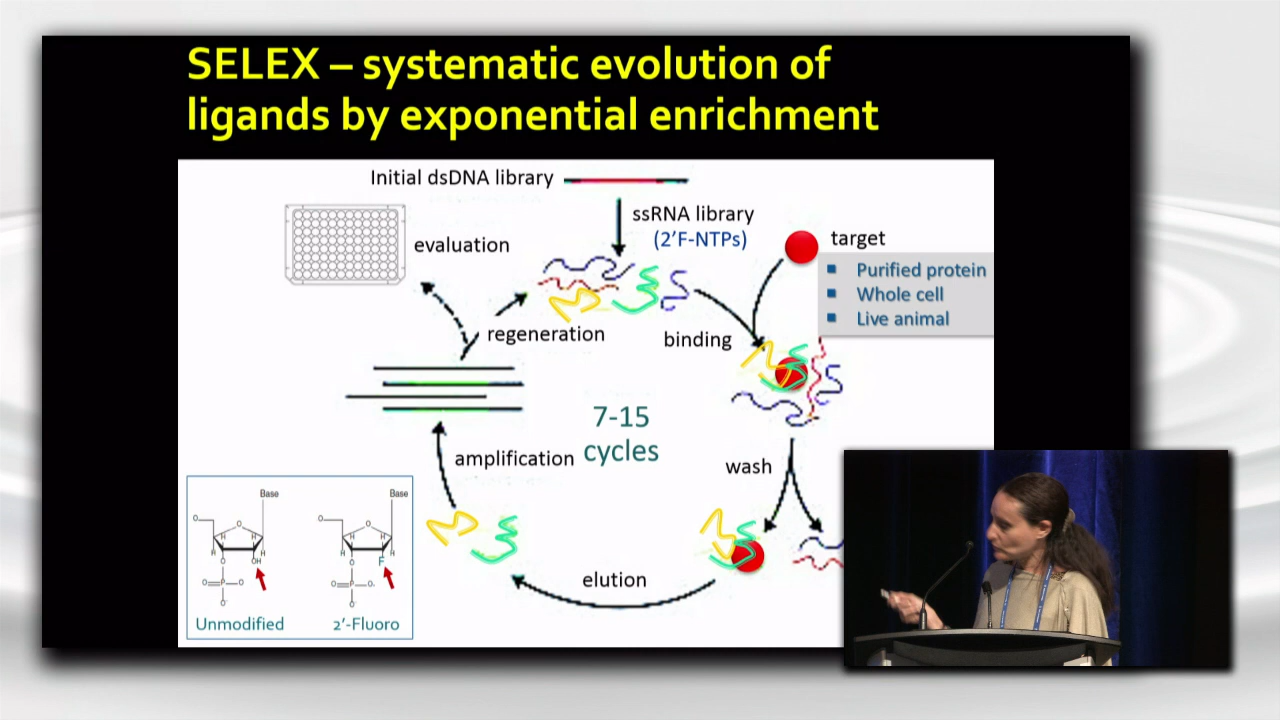 SELEX – systematic evolution of
ligands by exponential enrichment
Initial dsDNA library
ssRNA library
(2’F-NTPs)
target
Purified protein
Whole cell
Live animal
evaluation
regeneration
binding
7-15
cycles
amplification
wash
elution
Base
O
O
H
H
H
H
O
OH
O
P
O
O-
Unmodified
Base
O
O
H
H
H
H
O
F
O
P
O-
O-
2’-Fluoro